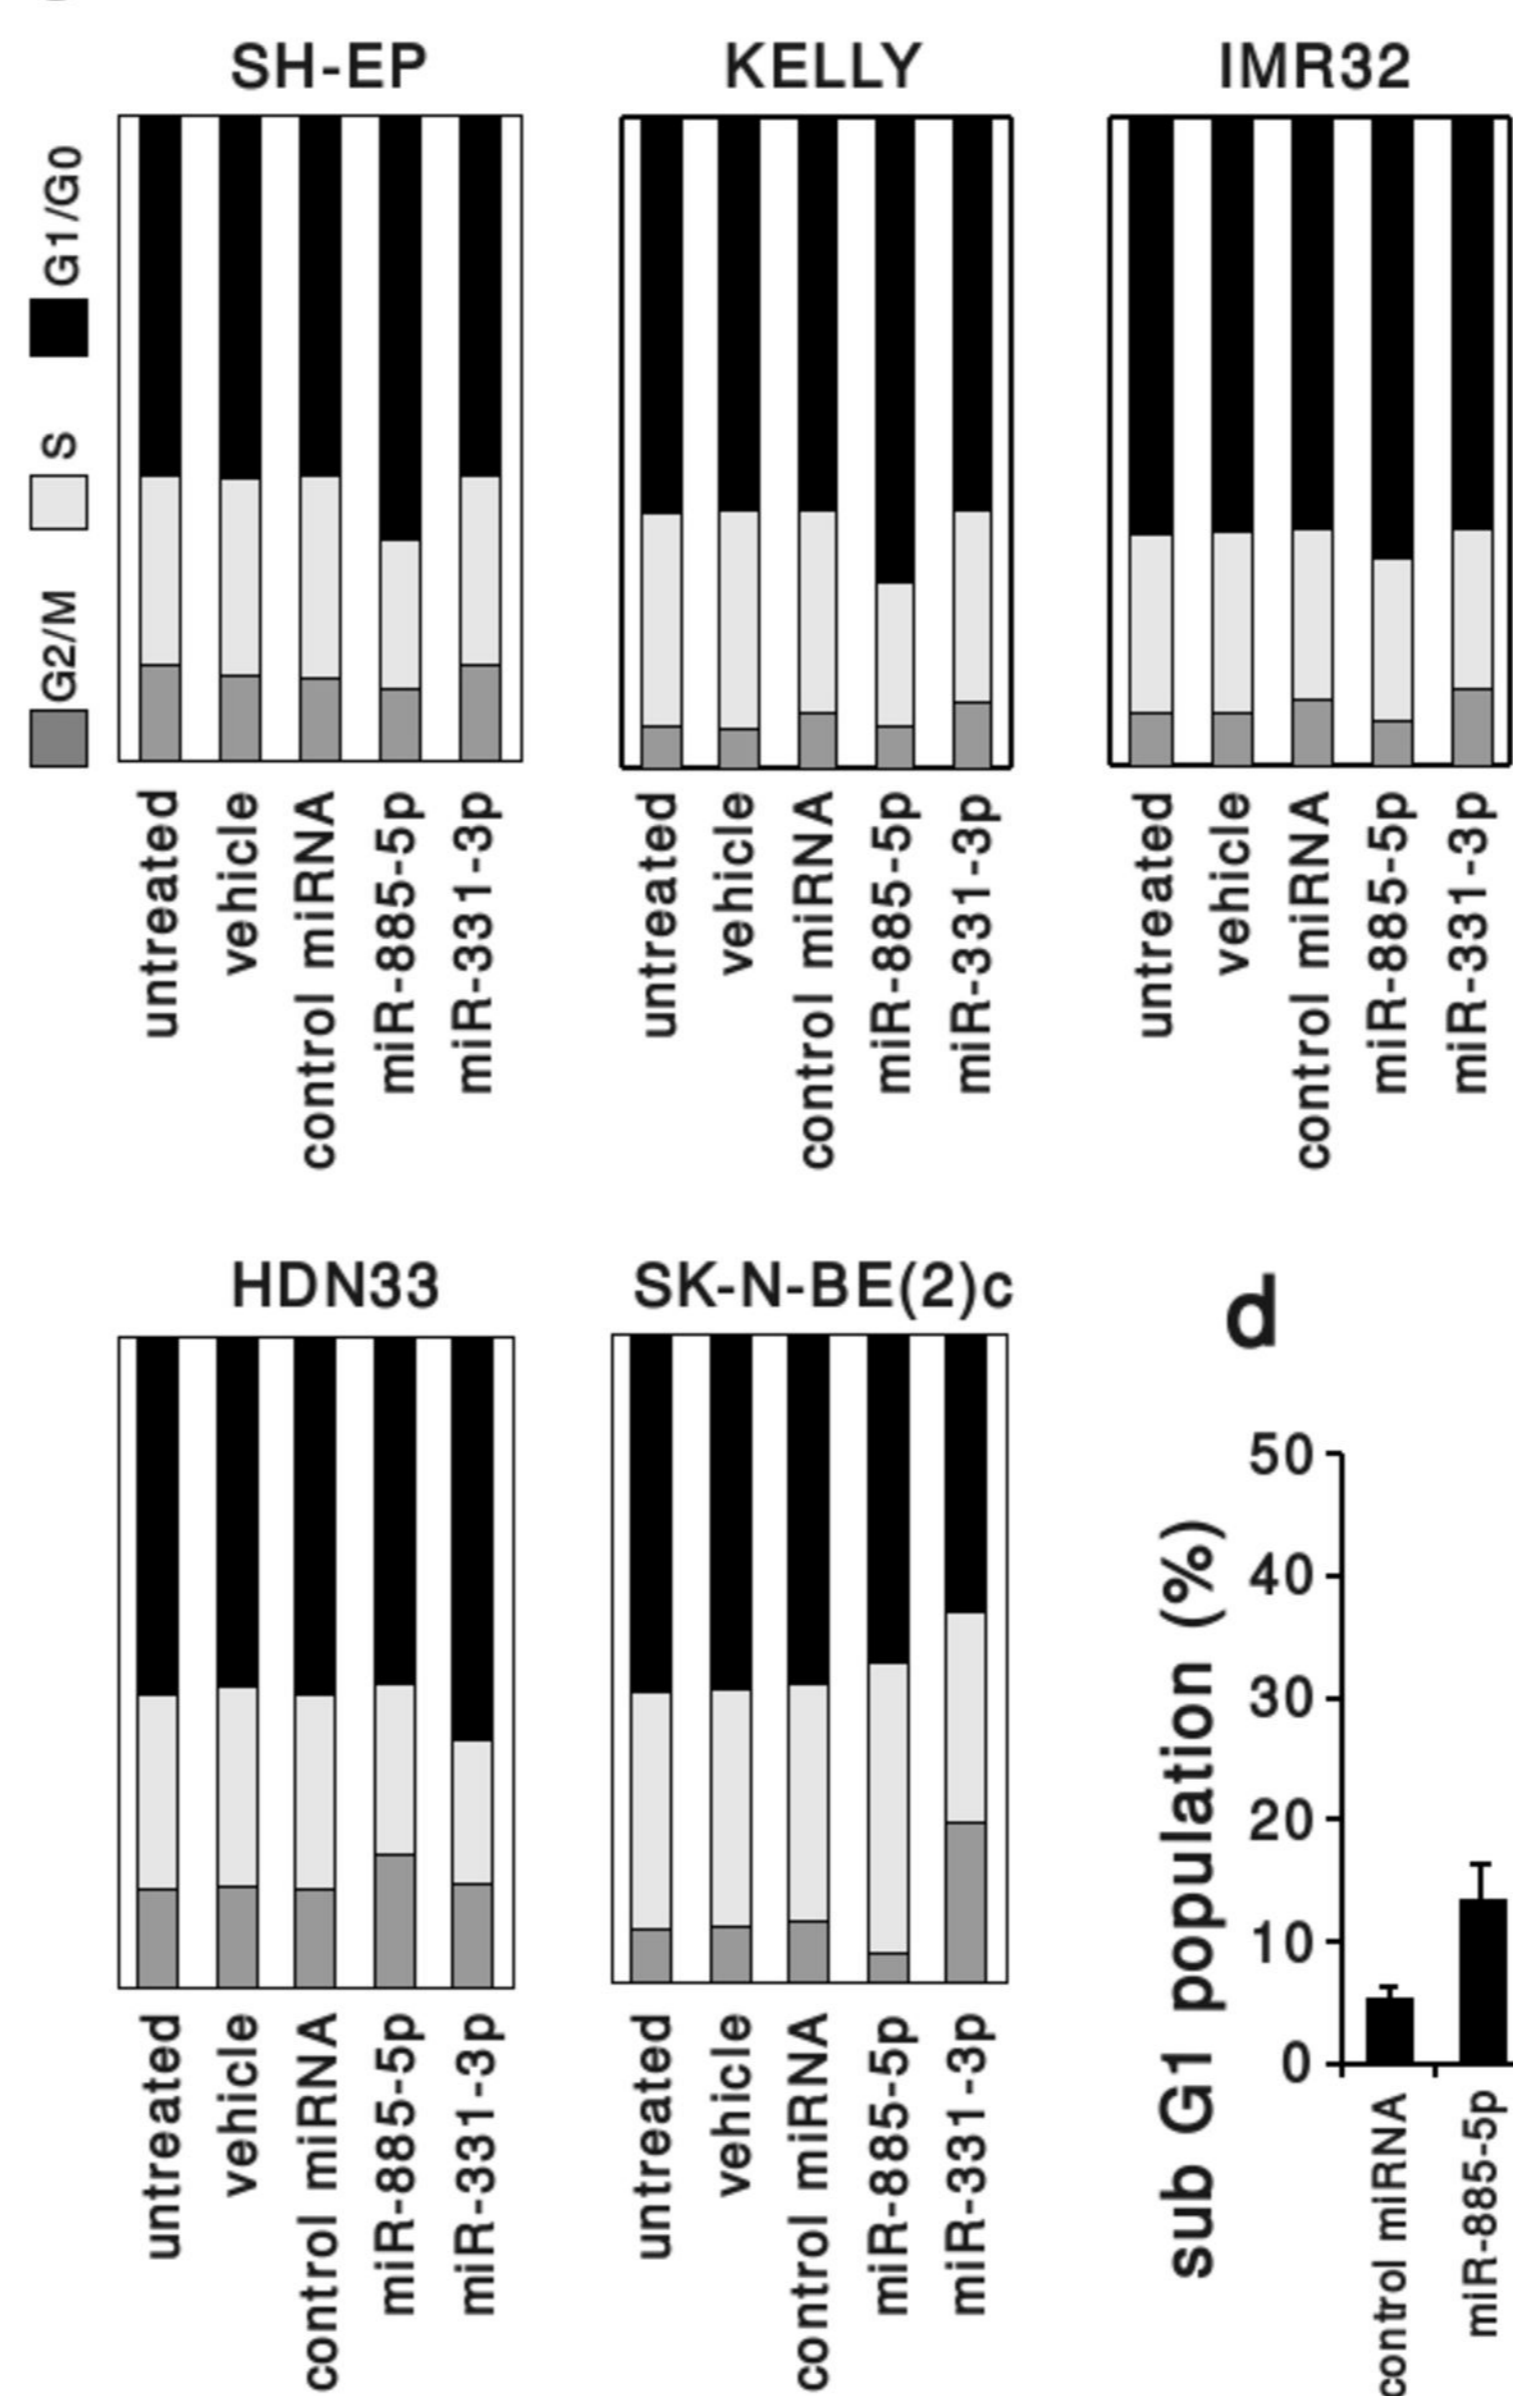 SH-EP
KELLY
IMR32
G1/G0
S
G2/M
untreated
vehicle
control miRNA
miR-885-5p
miR-331-3p
untreated
vehicle
control miRNA
miR-885-5p
miR-331-3p
untreated
vehicle
control miRNA
miR-885-5p
miR-331-3p
HDN33
SK-N-BE(2)c
d
untreated
vehicle
control miRNA
miR-885-5p
miR-331-3p
untreated
vehicle
control miRNA
miR-885-5p
miR-331-3p
sub G1 population (%)
50
40
30
20
10
0
control miRNA
miR-885-5p